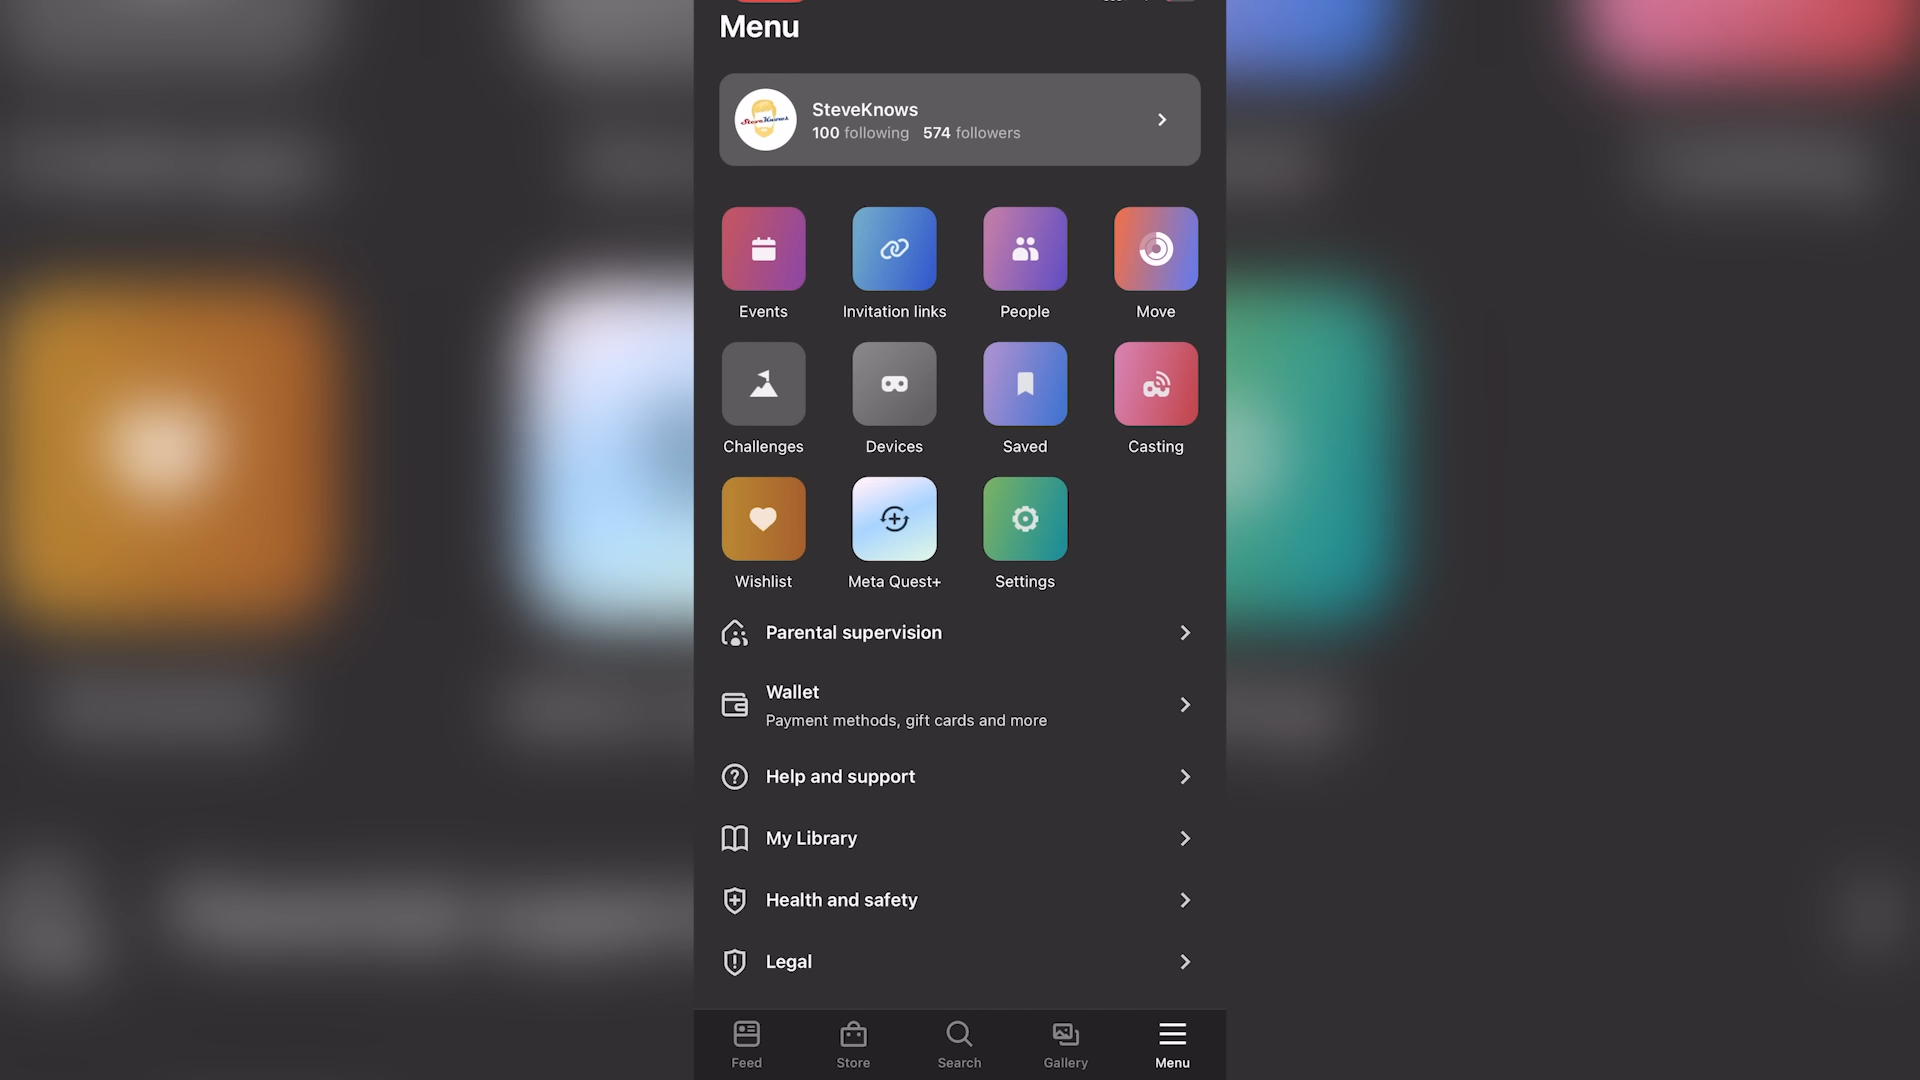 Menu
SteveKnows
SteveKnows
100 following 574 followers
Events
Invitation links
People
Move
Challenges
Devices
Saved
Casting
Wishlist
Meta Quest+
Settings
Parental supervision
Wallet
Payment methods, gift cards and more
Help and support
My Library
Health and safety
Legal
Feed
Store
Search
Gallery
Menu